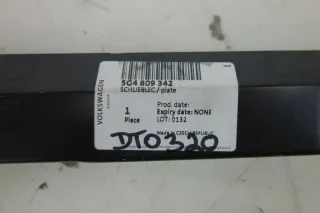 5G4 809 342
SCHLIEBLEC / plate
VOLKSWAGEN
Prod. date:
1
Expiry date: NONE
Piece
LOT: 0132
Made in CZECH REPUBLIC
DTO320